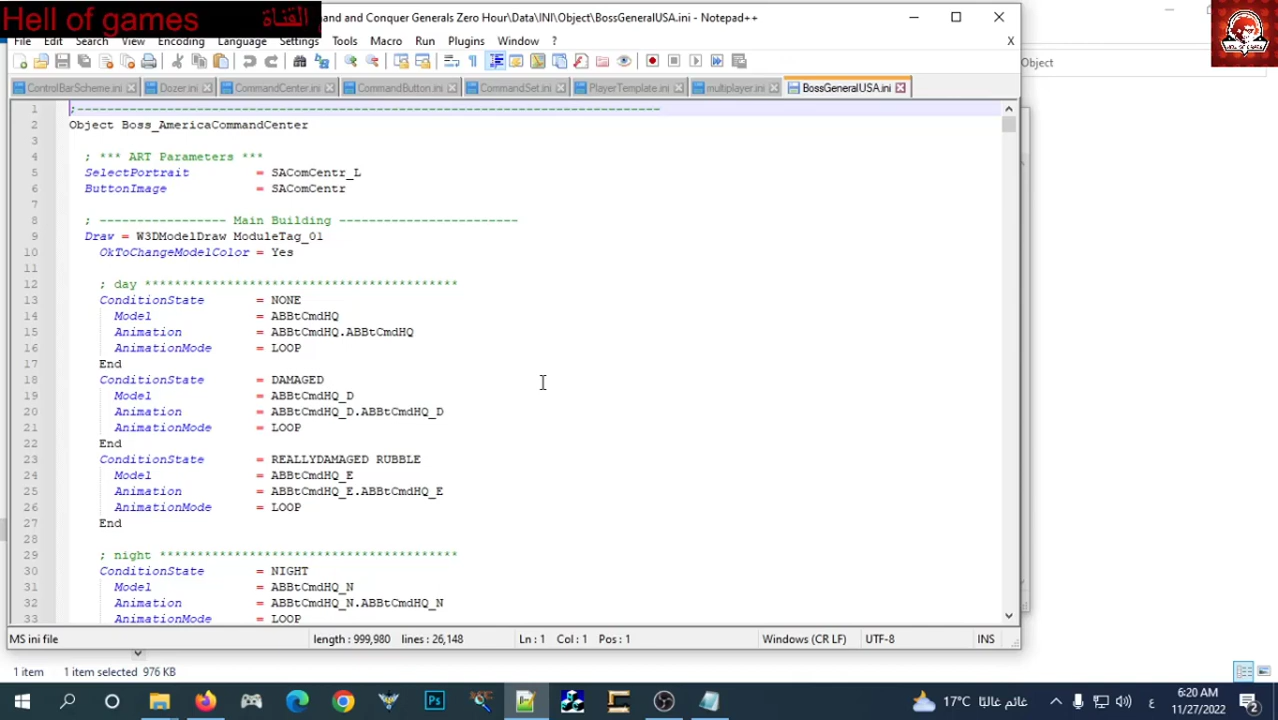 Hell of games القناة
and Conquer Generals Zero Hour\Data\INI\Object\BossGeneralUSA.ini - Notepad++
File Edit Search View Encoding Language Settings Tools Macro Run Plugins Window ? X
ControlBarScheme.ini Dozer.ini CommandCenter.ini CommandButton.ini CommandSet.ini PlayerTemplate.ini multiplayer.ini BossGeneralUSA.ini
Object
1 ;-------------------------------------------------------------------------------
2 Object Boss_AmericaCommandCenter
3
4 ; *** ART Parameters ***
5 SelectPortrait = SAComCentr_L
6 ButtonImage = SAComCentr
7
8 ; ----------------- Main Building ------------------------
9 Draw = W3DModelDraw ModuleTag_01
10 OkToChangeModelColor = Yes
11
12 ; day ******************************************
13 ConditionState = NONE
14 Model = ABBtCmdHQ
15 Animation = ABBtCmdHQ.ABBtCmdHQ
16 AnimationMode = LOOP
17 End
18 ConditionState = DAMAGED
19 Model = ABBtCmdHQ_D
20 Animation = ABBtCmdHQ_D.ABBtCmdHQ_D
21 AnimationMode = LOOP
22 End
23 ConditionState = REALLYDAMAGED RUBBLE
24 Model = ABBtCmdHQ_E
25 Animation = ABBtCmdHQ_E.ABBtCmdHQ_E
26 AnimationMode = LOOP
27 End
28
29 ; night ****************************************
30 ConditionState = NIGHT
31 Model = ABBtCmdHQ_N
32 Animation = ABBtCmdHQ_N.ABBtCmdHQ_N
33 AnimationMode = LOOP
MS ini file length : 999,980 lines : 26,148 Ln : 1 Col : 1 Pos : 1 Windows (CR LF) UTF-8 INS
1 item 1 item selected 976 KB
17°C غائم غالبًا ع 6:20 AM
11/27/2022 2